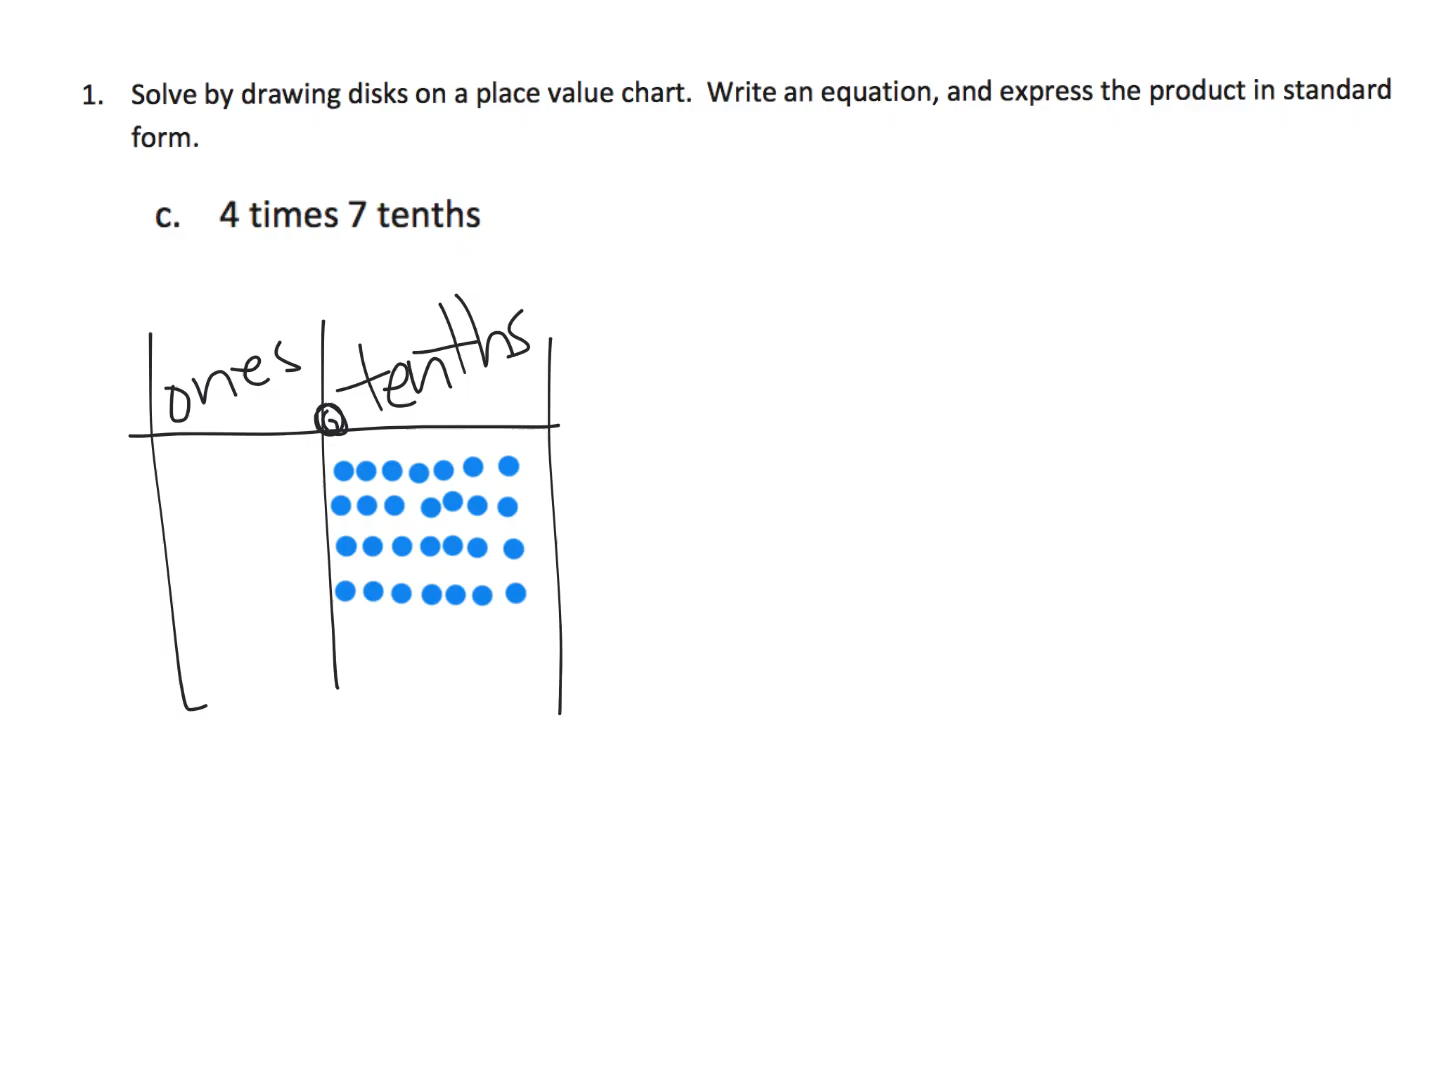 1. Solve by drawing disks on a place value chart. Write an equation, and express the product in standard
form.
c. 4 times 7 tenths
ones tenths